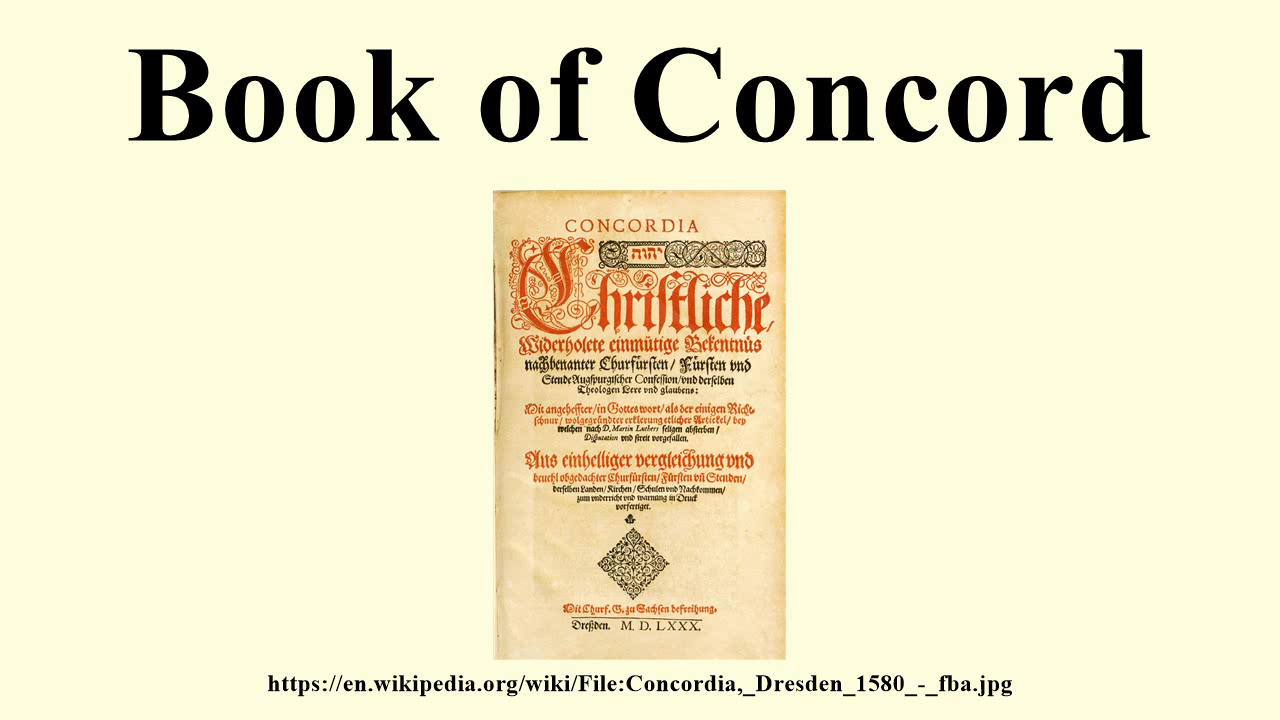 Book of Concord
CONCORDIA
יהוה
Chriſtliche,
Widerholete einmütige Bekentnüs
nachbenanter Churfürſten / Fürſten vnd
Stende Augſpurgiſcher Confeſſion / vnd derſelben
Theologen Lere vnd glaubens:
Mit angeheffter / in Gottes wort / als der einigen Richt-
ſchnur / wolgegründter erklerung etlicher Artickel / bey
welchen nach D. Martin Luthers ſeligen abſterben /
Diſputation vnd ſtreit vorgefallen.
Aus einhelliger vergleichung vnd
beuehl obgedachter Churfürſten / Fürſten vñ Stenden /
derſelben Landen / Kirchen / Schulen vnd Nachkommen /
zum vnderricht vnd warnung in Druck
vorfertiget.
Mit Churf. G. zu Sachſen befreihung.
Dreßden. M. D. LXXX.
https://en.wikipedia.org/wiki/File:Concordia,_Dresden_1580_-_fba.jpg